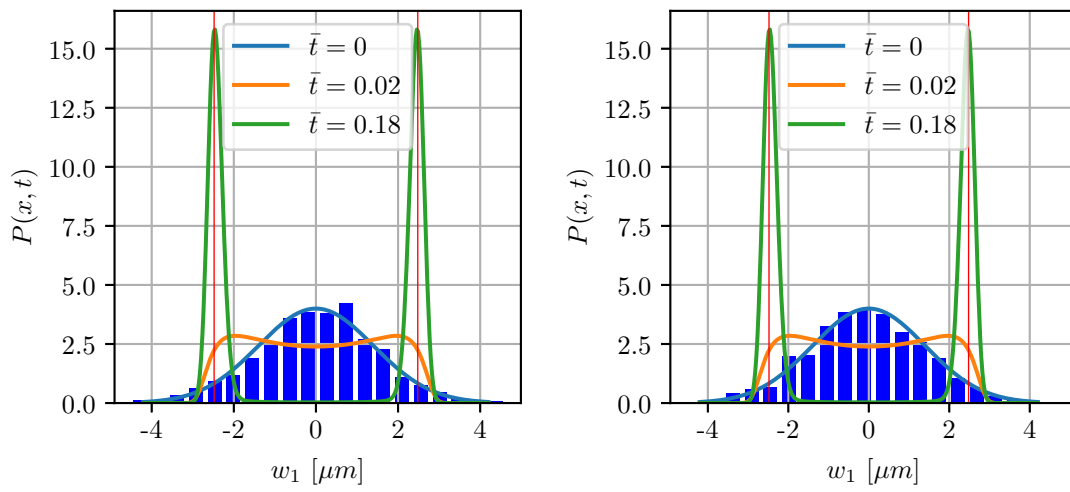 15.0
12.5
10.0
7.5
5.0
2.5
0.0
P(x, t)
-4 -2 0 2 4
w₁ [μm]
t̄ = 0
t̄ = 0.02
t̄ = 0.18
15.0
12.5
10.0
7.5
5.0
2.5
0.0
P(x, t)
-4 -2 0 2 4
w₁ [μm]
t̄ = 0
t̄ = 0.02
t̄ = 0.18